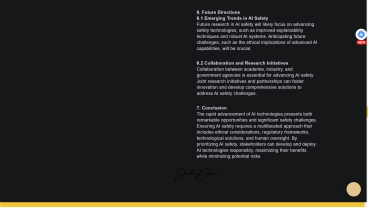 6. Future Directions
6.1 Emerging Trends in AI Safety
Future research in AI safety will likely focus on advancing
safety technologies, such as improved explainability
techniques and robust AI systems. Anticipating future
challenges, such as the ethical implications of advanced AI
capabilities, will be crucial.
6.2 Collaboration and Research Initiatives
Collaboration between academia, industry, and
government agencies is essential for advancing AI safety.
Joint research initiatives and partnerships can foster
innovation and develop comprehensive solutions to
address AI safety challenges.
7. Conclusion
The rapid advancement of AI technologies presents both
remarkable opportunities and significant safety challenges.
Ensuring AI safety requires a multifaceted approach that
includes ethical considerations, regulatory frameworks,
technological solutions, and human oversight. By
prioritizing AI safety, stakeholders can develop and deploy
AI technologies responsibly, maximizing their benefits
while minimizing potential risks.